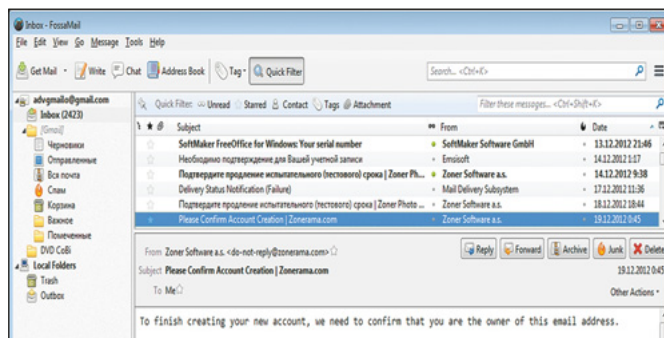 Inbox - FossaMail
File Edit View Go Message Tools Help
Get Mail Write Chat Address Book Tag Quick Filter Search... <Ctrl+K>
advgmailo@gmail.com
Inbox (2423)
[Gmail]
Черновики
Отправленные
Вся почта
Спам
Корзина
Важное
Помеченные
DVD CoBi
Local Folders
Trash
Outbox
Quick Filter: Unread Starred Contact Tags Attachment Filter these messages... <Ctrl+Shift+K>
Subject From Date
SoftMaker FreeOffice for Windows: Your serial number SoftMaker Software GmbH 13.12.2012 21:46
Необходимо подтверждение для Вашей учетной записи Emsisoft 14.12.2012 1:17
Подтвердите продление испытательного (тестового) срока | Zoner Ph... Zoner Software a.s. 14.12.2012 9:38
Delivery Status Notification (Failure) Mail Delivery Subsystem 17.12.2012 11:36
Подтвердите продление испытательного (тестового) срока | Zoner Photo ... Zoner Software a.s. 18.12.2012 18:44
Please Confirm Account Creation | Zonerama.com Zoner Software a.s. 19.12.2012 0:45
From Zoner Software a.s. <do-not-reply@zonerama.com> Reply Forward Archive Junk Delete
Subject Please Confirm Account Creation | Zonerama.com 19.12.2012 0:45
To Me Other Actions
To finish creating your new account, we need to confirm that you are the owner of this email address.